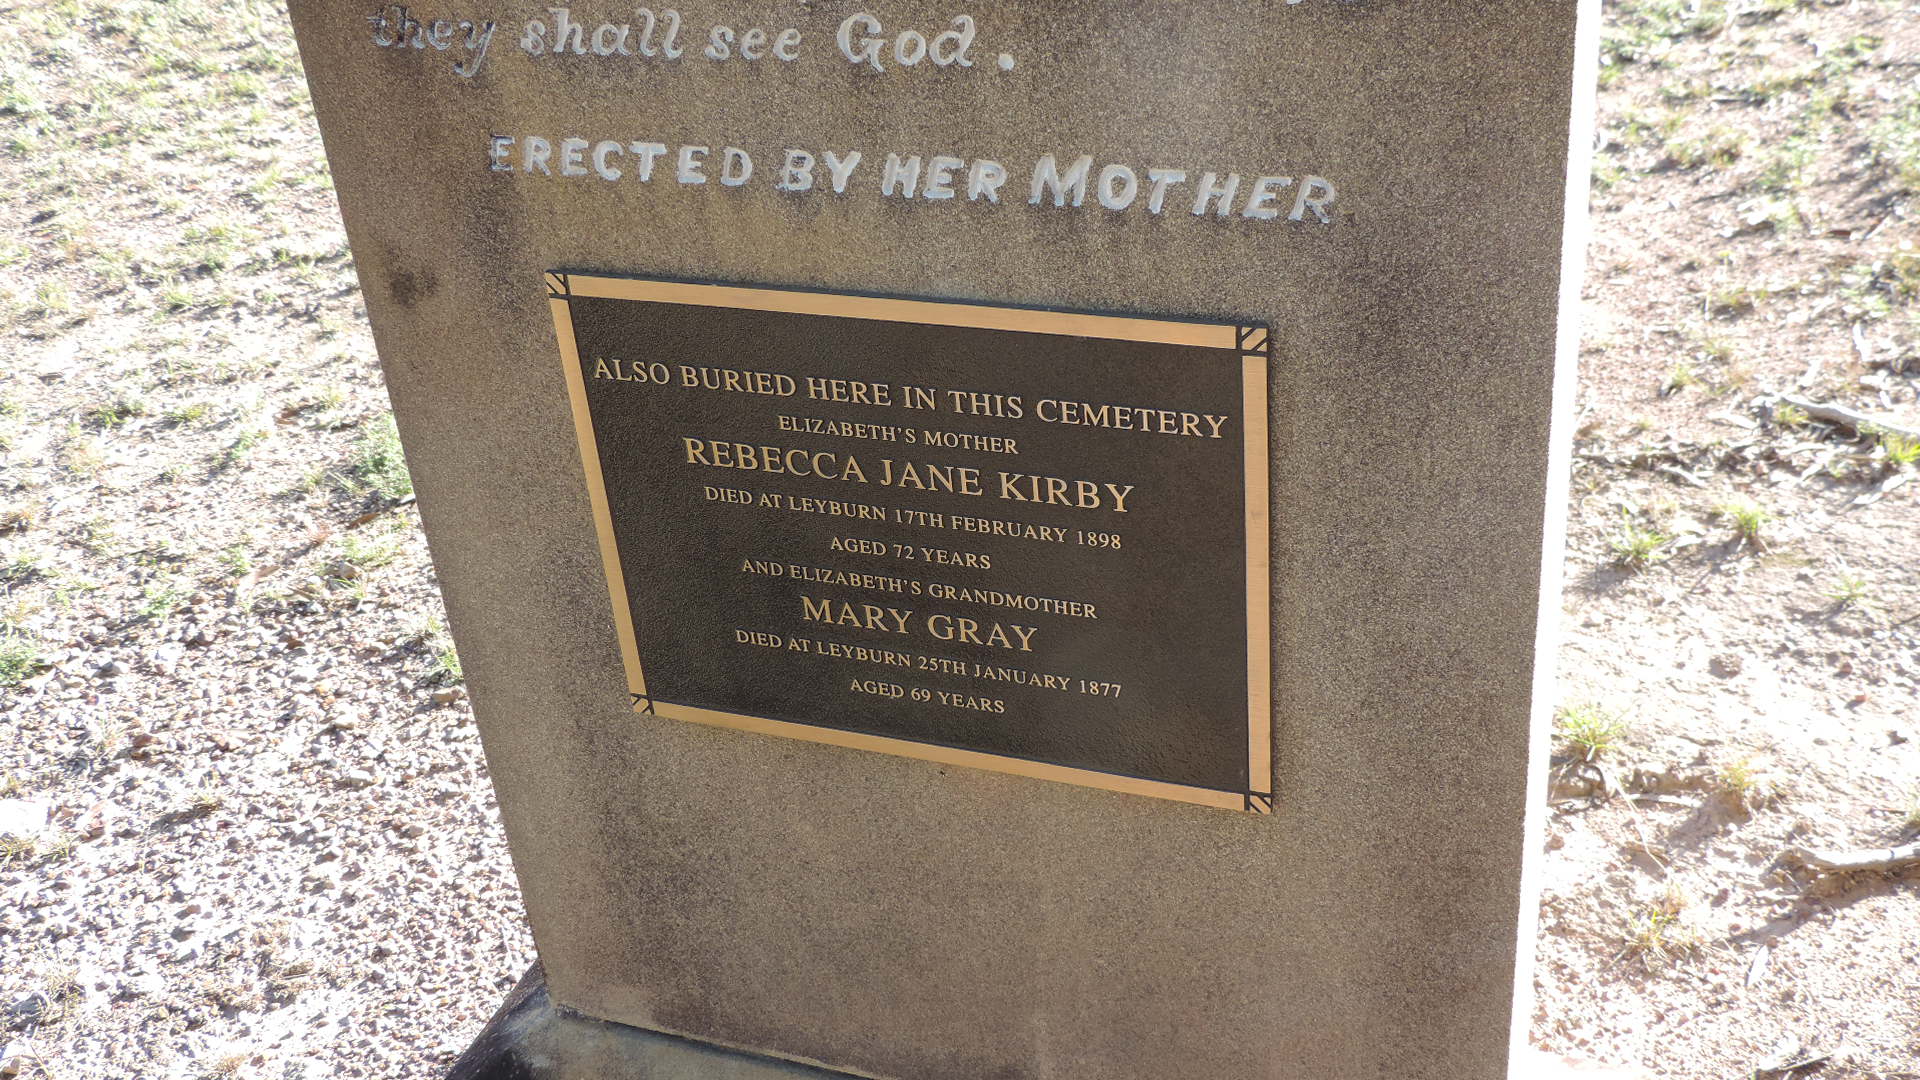 they shall see God.
ERECTED BY HER MOTHER
ALSO BURIED HERE IN THIS CEMETERY
ELIZABETH'S MOTHER
REBECCA JANE KIRBY
DIED AT LEYBURN 17TH FEBRUARY 1898
AGED 72 YEARS
AND ELIZABETH'S GRANDMOTHER
MARY GRAY
DIED AT LEYBURN 25TH JANUARY 1877
AGED 69 YEARS